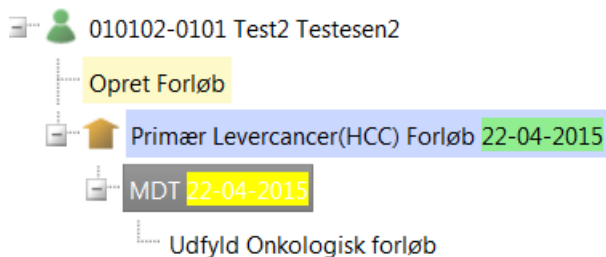 010102-0101 Test2 Testesen2
Opret Forløb
Primær Levercancer(HCC) Forløb 22-04-2015
MDT 22-04-2015
Udfyld Onkologisk forløb